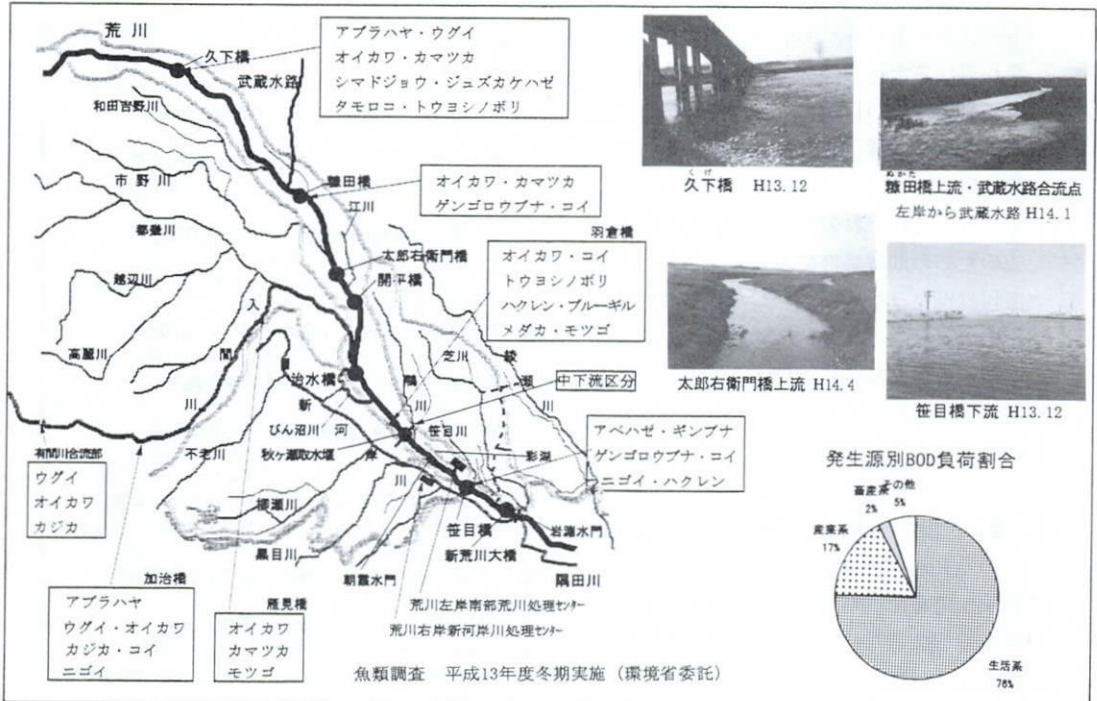 荒川
久下橋
武蔵水路
アブラハヤ・ウグイ
オイカワ・カマツカ
シマドジョウ・ジュズカケハゼ
タモロコ・トウヨシノボリ
和田吉野川
市野川
都幾川
越辺川
高麗川
糠田橋
江川
オイカワ・カマツカ
ゲンゴロウブナ・コイ
太郎右衛門橋
開平橋
羽倉橋
オイカワ・コイ
トウヨシノボリ
ハクレン・ブルーギル
メダカ・モツゴ
入間川
治水橋
新河岸川
びん沼川
鴨川
芝川
綾瀬川
中下流区分
秋ヶ瀬取水堰
笹目川
彩湖
アベハゼ・ギンブナ
ゲンゴロウブナ・コイ
ニゴイ・ハクレン
有間川合流部
ウグイ
オイカワ
カジカ
不老川
柳瀬川
黒目川
笹目橋
新荒川大橋
岩淵水門
隅田川
朝霞水門
加治橋
アブラハヤ
ウグイ・オイカワ
カジカ・コイ
ニゴイ
雁見橋
オイカワ
カマツカ
モツゴ
荒川左岸南部荒川処理センター
荒川右岸新河岸川処理センター
魚類調査 平成13年度冬期実施（環境省委託）
くげ
久下橋 H13.12
ぬかた
糠田橋上流・武蔵水路合流点
左岸から武蔵水路 H14.1
太郎右衛門橋上流 H14.4
笹目橋下流 H13.12
発生源別BOD負荷割合
その他
5%
畜産系
2%
産業系
17%
生活系
76%